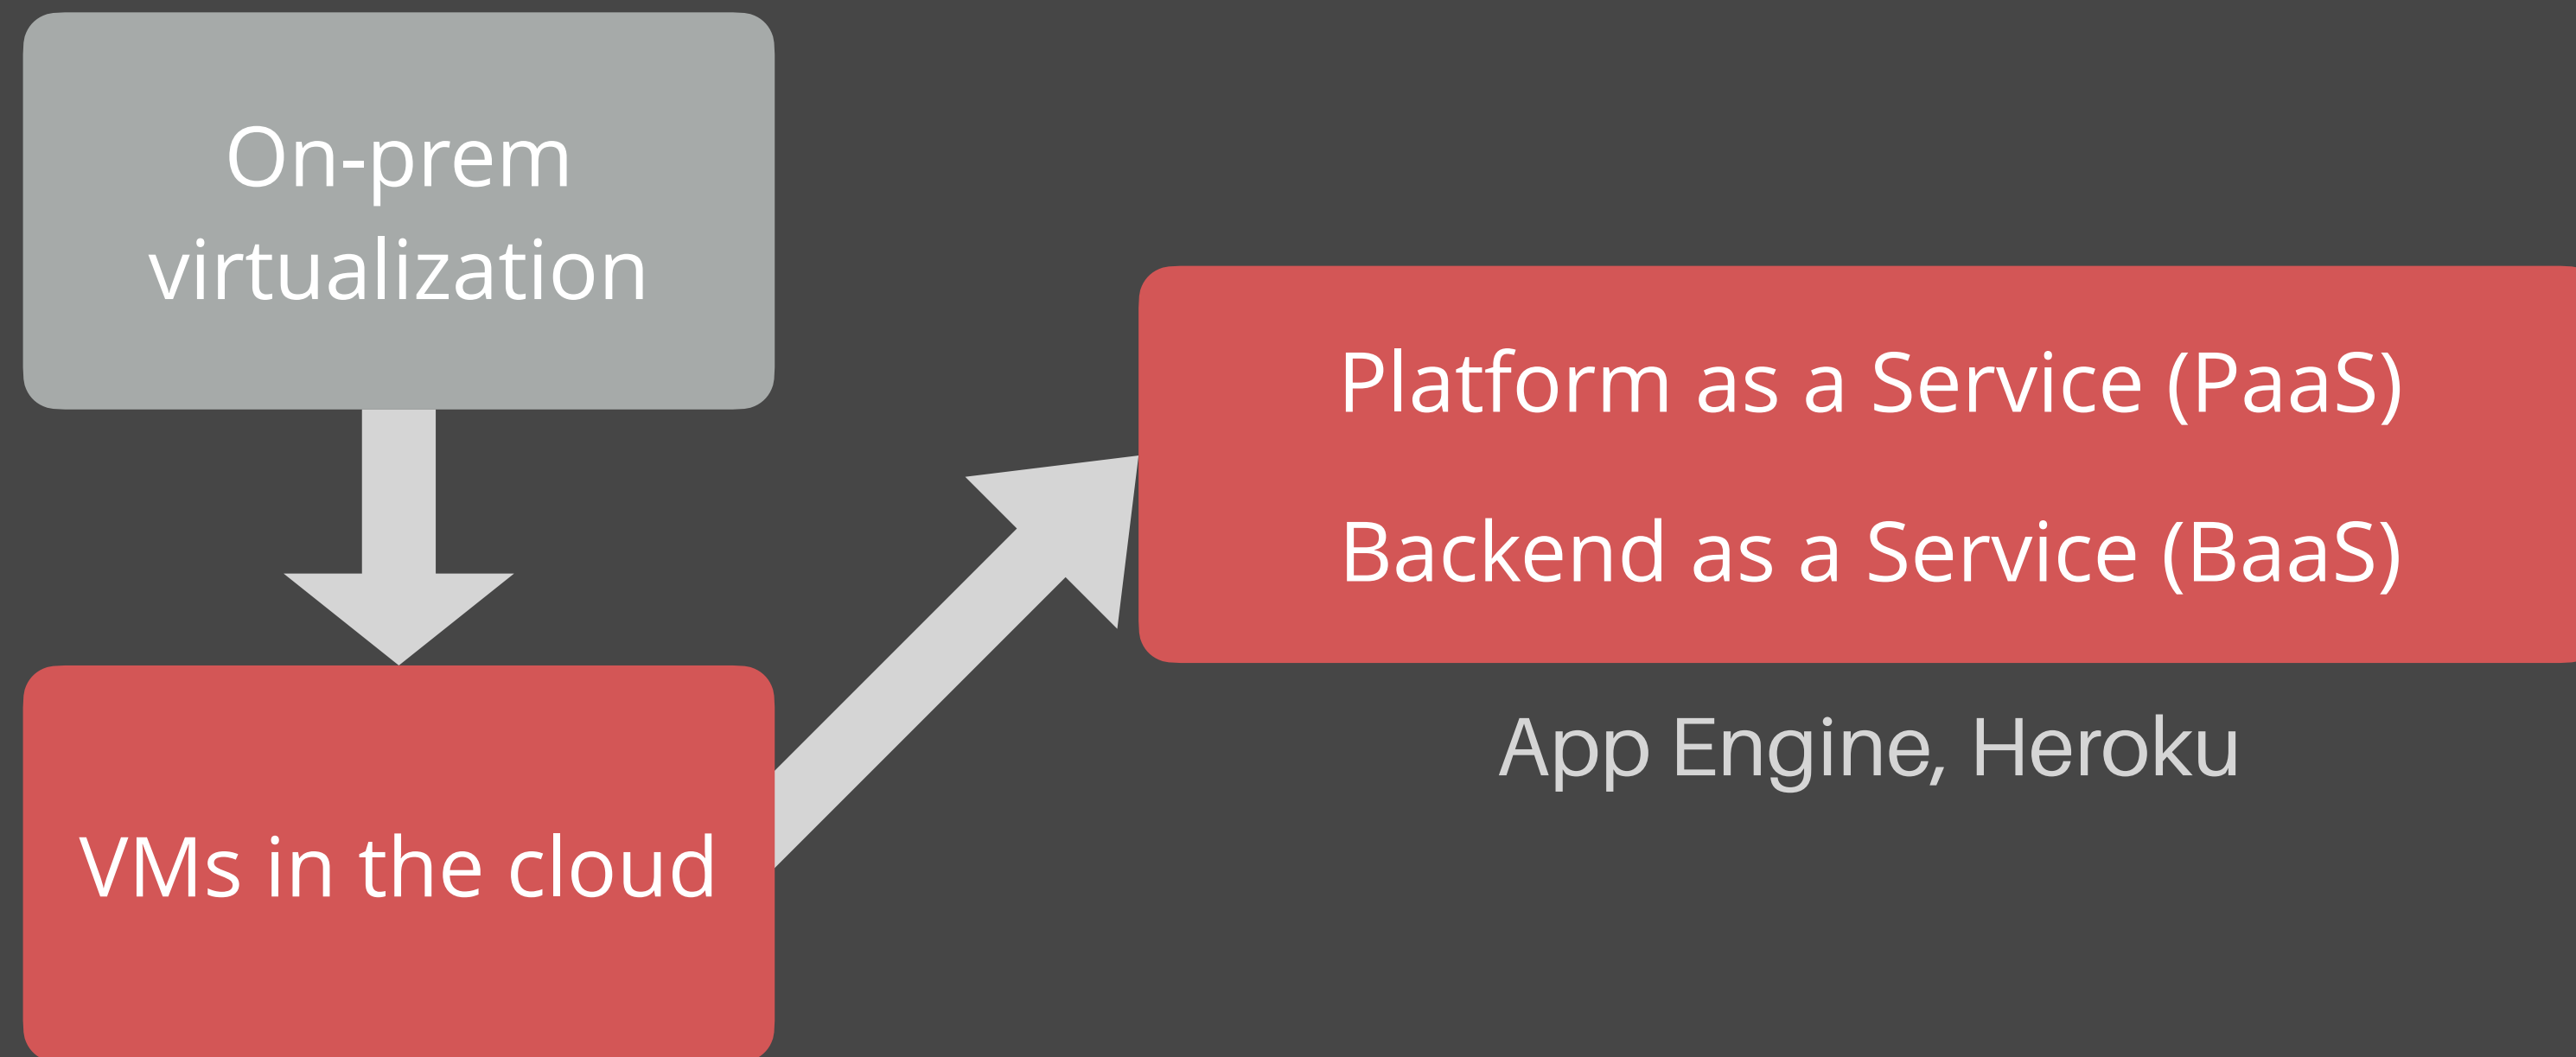 On-prem
virtualization
Platform as a Service (PaaS)
Backend as a Service (BaaS)
App Engine, Heroku
VMs in the cloud